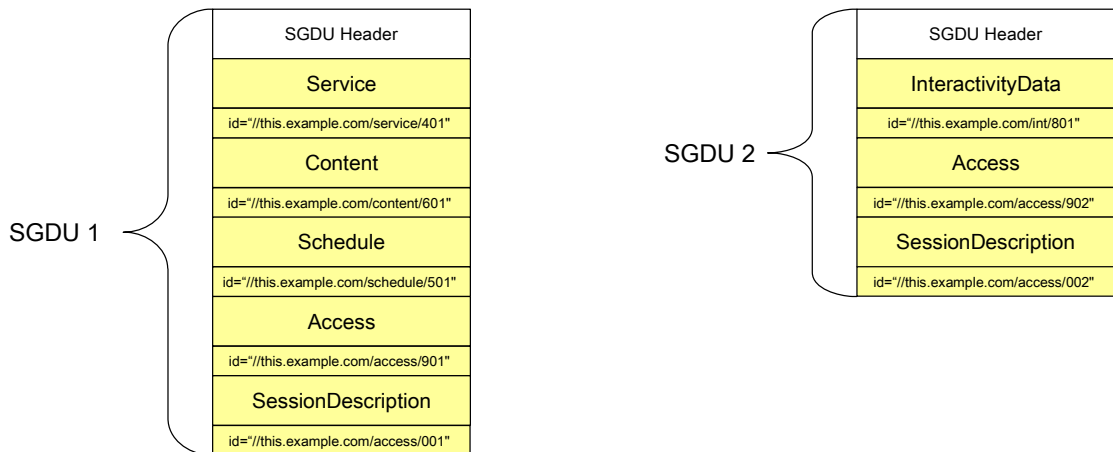 SGDU 1
SGDU Header
Service
id=“//this.example.com/service/401"
Content
id=“//this.example.com/content/601"
Schedule
id=“//this.example.com/schedule/501"
Access
id=“//this.example.com/access/901"
SessionDescription
id=“//this.example.com/access/001"
SGDU 2
SGDU Header
InteractivityData
id=“//this.example.com/int/801"
Access
id=“//this.example.com/access/902"
SessionDescription
id=“//this.example.com/access/002"